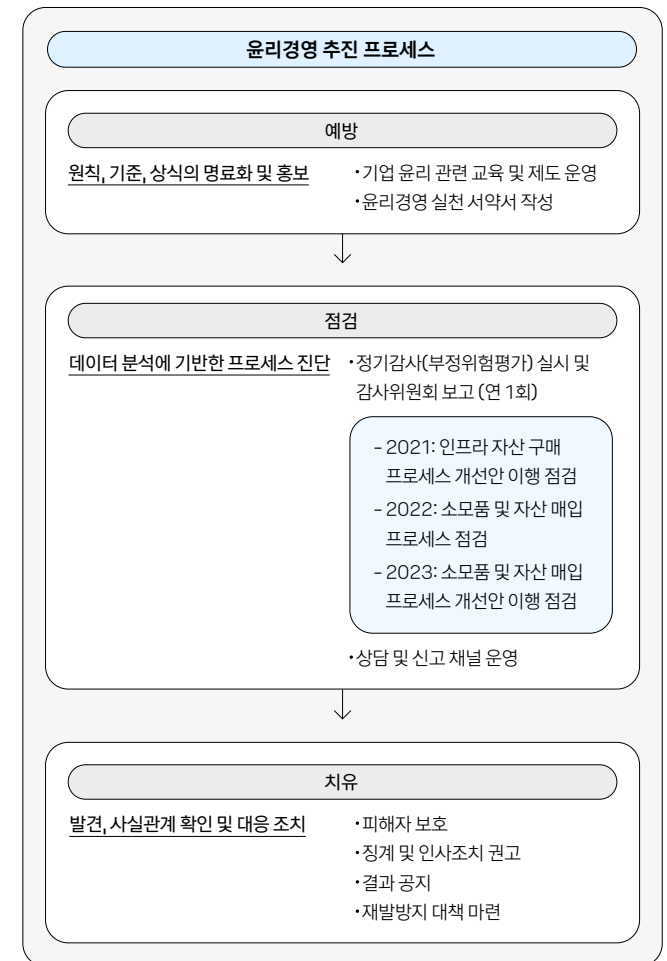 윤리경영 추진 프로세스
예방
원칙, 기준, 상식의 명료화 및 홍보
•기업 윤리 관련 교육 및 제도 운영
•윤리경영 실천 서약서 작성
점검
데이터 분석에 기반한 프로세스 진단
•정기감사(부정위험평가) 실시 및
감사위원회 보고 (연 1회)
– 2021: 인프라 자산 구매
프로세스 개선안 이행 점검
– 2022: 소모품 및 자산 매입
프로세스 점검
– 2023: 소모품 및 자산 매입
프로세스 개선안 이행 점검
•상담 및 신고 채널 운영
치유
발견, 사실관계 확인 및 대응 조치
•피해자 보호
•징계 및 인사조치 권고
•결과 공지
•재발방지 대책 마련